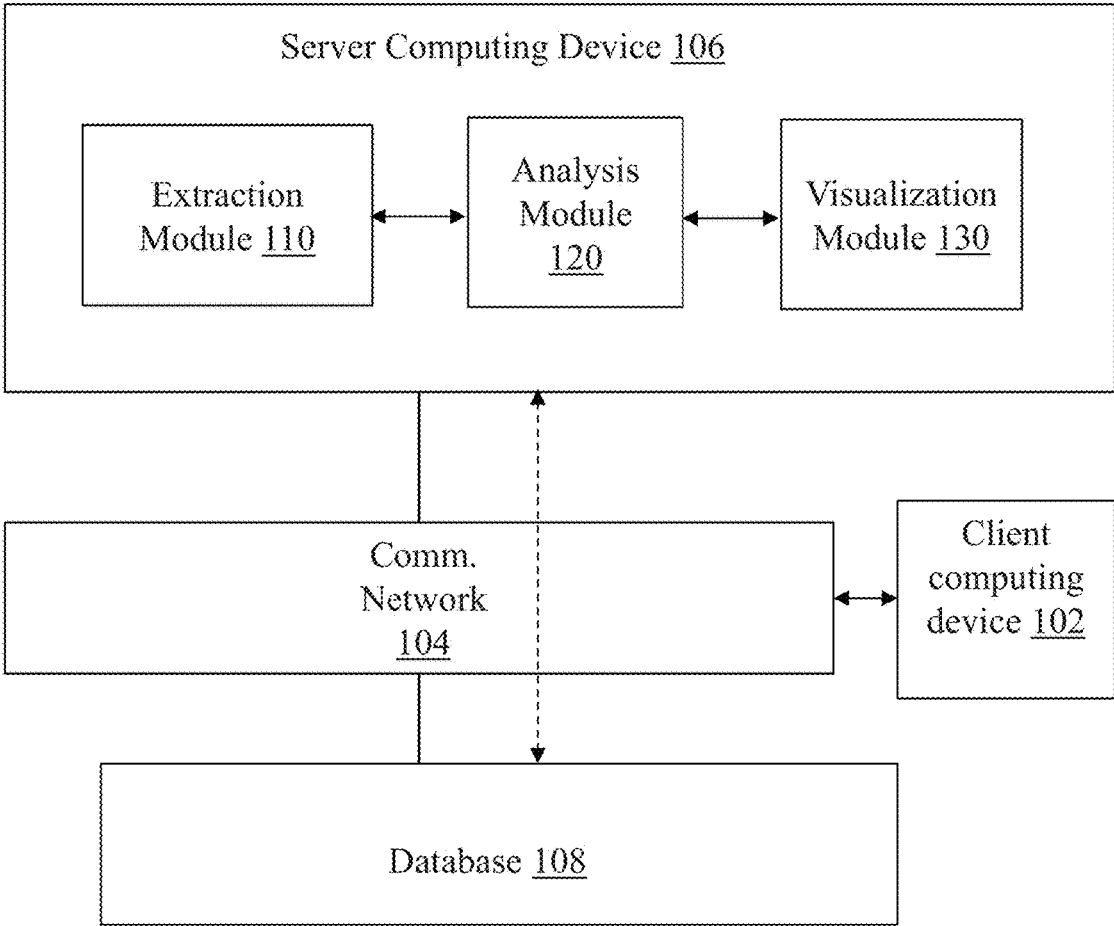 Server Computing Device 106
Extraction
Module 110
Analysis
Module
120
Visualization
Module 130
Comm.
Network
104
Client
computing
device 102
Database 108